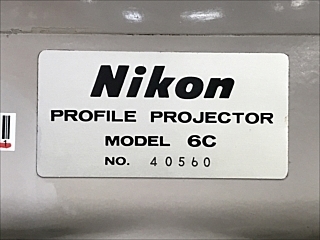 Nikon
PROFILE PROJECTOR
MODEL 6C
NO. 40560